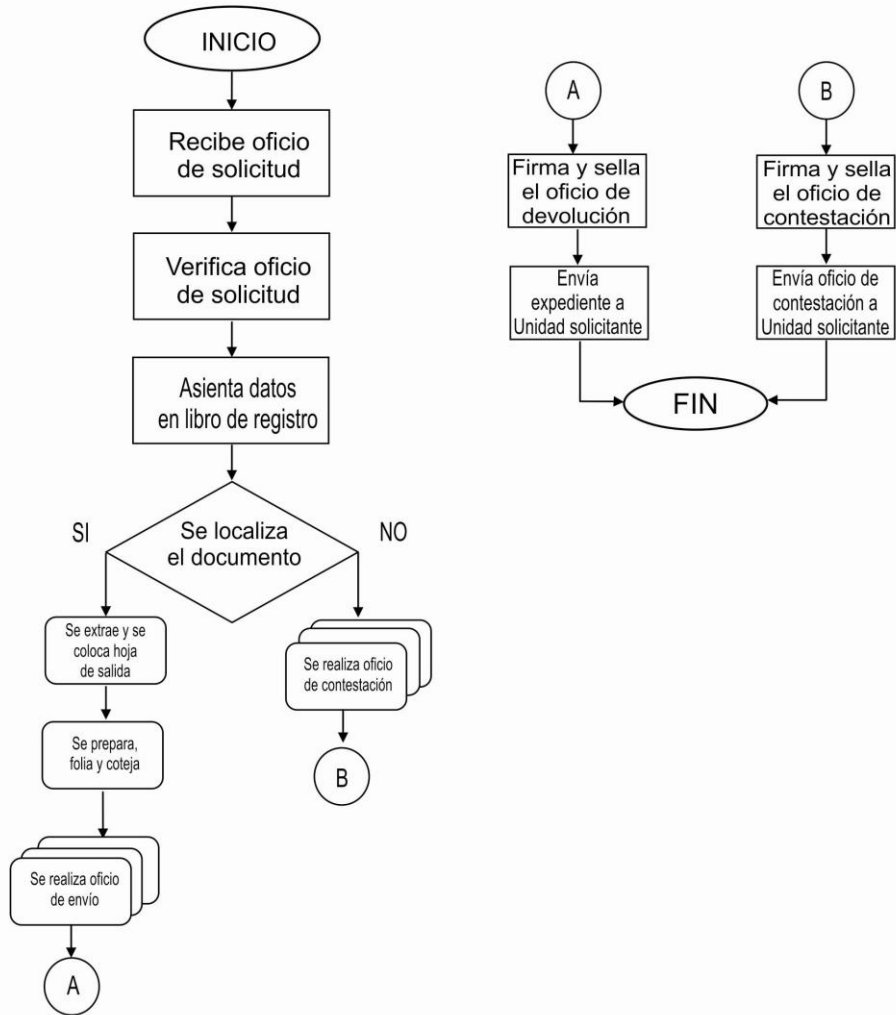 INICIO
Recibe oficio
de solicitud
Verifica oficio
de solicitud
Asienta datos
en libro de registro
Se localiza
el documento
SI
NO
Se extrae y se
coloca hoja
de salida
Se prepara,
folia y coteja
Se realiza oficio
de envío
A
Se realiza oficio
de contestación
B
A
Firma y sella
el oficio de
devolución
Envía
expediente a
Unidad solicitante
B
Firma y sella
el oficio de
contestación
Envía oficio de
contestación a
Unidad solicitante
FIN